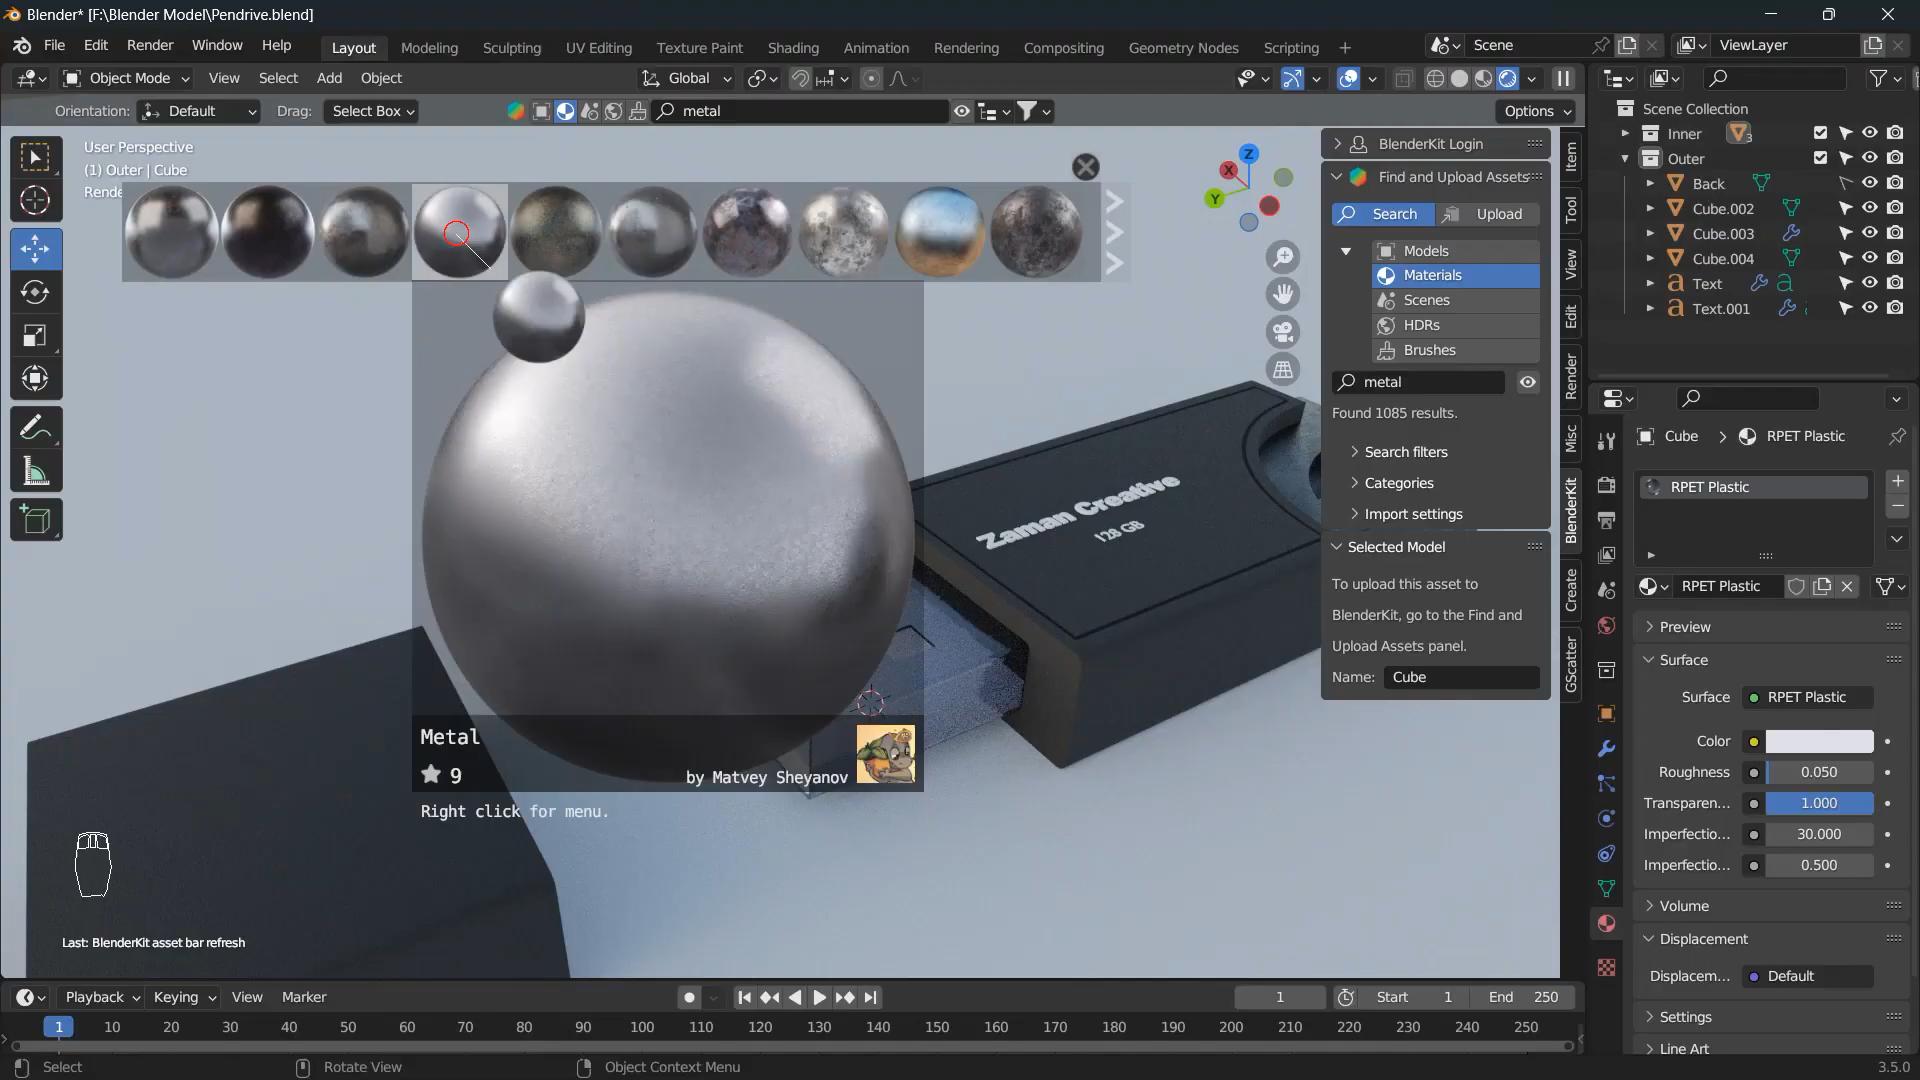 Blender* [F:\Blender Model\Pendrive.blend]
File Edit Render Window Help Layout Modeling Sculpting UV Editing Texture Paint Shading Animation Rendering Compositing Geometry Nodes Scripting + Scene ViewLayer
Object Mode View Select Add Object Global
Orientation: Default Drag: Select Box metal Options
User Perspective
(1) Outer | Cube
Rende
BlenderKit Login
Find and Upload Assets
Search Upload
Models
Materials
Scenes
HDRs
Brushes
metal
Found 1085 results.
Search filters
Categories
Import settings
Selected Model
To upload this asset to
BlenderKit, go to the Find and
Upload Assets panel.
Name: Cube
Item
Tool
View
Edit
Render
Misc
BlenderKit
Create
GScatter
X
Y
Z
Zaman Creative
128 GB
Metal
9
by Matvey Sheyanov
Right click for menu.
Last: BlenderKit asset bar refresh
Scene Collection
Inner 3
Outer
Back
Cube.002
Cube.003
Cube.004
Text
Text.001
Cube RPET Plastic
RPET Plastic
RPET Plastic
Preview
Surface
Surface RPET Plastic
Color
Roughness 0.050
Transparen... 1.000
Imperfectio... 30.000
Imperfectio... 0.500
Volume
Displacement
Displacem... Default
Settings
Line Art
Playback Keying View Marker 1 Start 1 End 250
1 10 20 30 40 50 60 70 80 90 100 110 120 130 140 150 160 170 180 190 200 210 220 230 240 250
Select Rotate View Object Context Menu 3.5.0